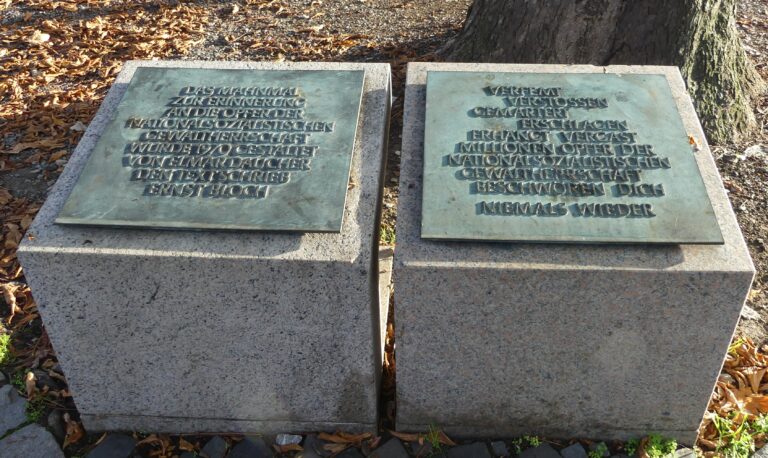 DAS MAHNMAL
ZUR ERINNERUNG
AN DIE OPFER DER
NATIONALSOZIALISTISCHEN
GEWALTHERRSCHAFT
WURDE 1970 GESTALTET
VON ELMAR DAUCHER
DEN TEXT SCHRIEB
ERNST BLOCH
VERFEMT
VERSTOSSEN
GEMARTERT
ERSCHLAGEN
ERHÄNGT VERGAST
MILLIONEN OPFER DER
NATIONALSOZIALISTISCHEN
GEWALTHERRSCHAFT
BESCHWÖREN DICH
NIEMALS WIEDER